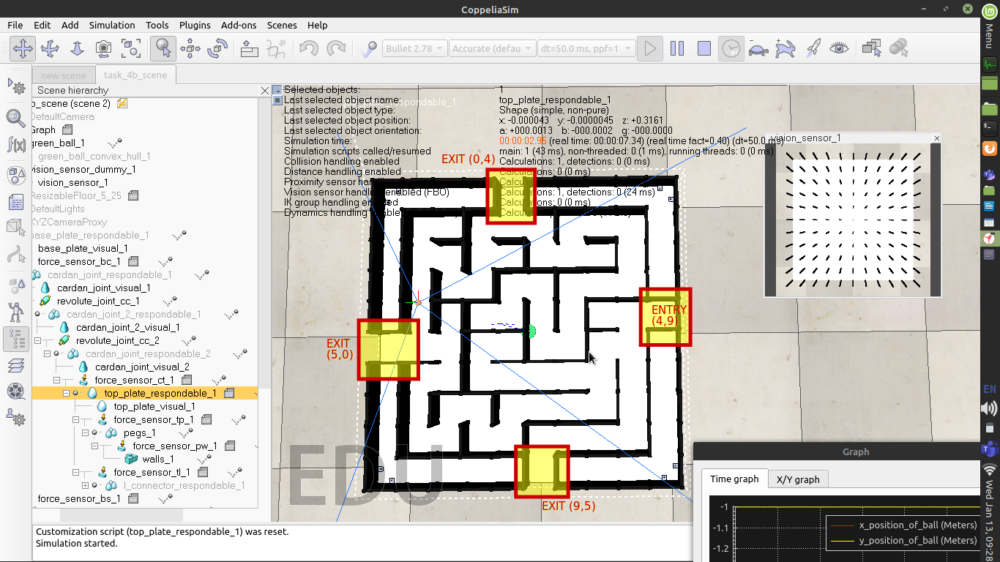 CoppeliaSim
File Edit Add Simulation Tools Plugins Add-ons Scenes Help
Menu
Bullet 2.78
Accurate (defau
dt=50.0 ms, ppf=1
new scene
task_4b_scene
Scene hierarchy
p_scene (scene 2)
DefaultCamera
Graph
green_ball_1
green_ball_convex_hull_1
vision_sensor_dummy_1
vision_sensor_1
ResizableFloor_5_25
DefaultLights
XYZCameraProxy
base_plate_respondable_1
base_plate_visual_1
force_sensor_bc_1
cardan_joint_respondable_1
cardan_joint_visual_1
revolute_joint_cc_1
cardan_joint_2_respondable_1
cardan_joint_2_visual_1
revolute_joint_cc_2
cardan_joint_respondable_2
cardan_joint_visual_2
force_sensor_ct_1
top_plate_respondable_1
top_plate_visual_1
force_sensor_tp_1
pegs_1
force_sensor_pw_1
walls_1
force_sensor_tl_1
l_connector_respondable_1
force_sensor_bs_1
Selected objects: 1
Last selected object name: top_plate_respondable_1
Last selected object type: Shape (simple, non-pure)
Last selected object position: x: -0.000043 y: -0.0000045 z: +0.3161
Last selected object orientation: a: +000.0013 b: -000.0002 g: -000.0000
Simulation time: 00:00:02.95 (real time: 00:00:07.34) (real time fact=0.40) (dt=50.0 ms)
Simulation scripts called/resumed main: 1 (43 ms), non-threaded: 0 (1 ms), running threads: 0 (0 ms)
Collision handling enabled Calculations: 1, detections: 0 (0 ms)
Distance handling enabled Calculations: 0 (0 ms)
Proximity sensor
Vision sensor handling enabled (FBO) Calculations: 1, detections: 0 (24 ms)
IK group handling enabled Calculations: 0 (0 ms)
Dynamics handling
EXIT (0,4)
ENTRY
(4,9)
EXIT
(5,0)
EXIT (9,5)
EDU
vision_sensor_1
Graph
Time graph
X/Y graph
-1
-1.1
-1.2
x_position_of_ball (Meters)
y_position_of_ball (Meters)
Customization script (top_plate_respondable_1) was reset.
Simulation started.
EN
Wed Jan 13, 09:28